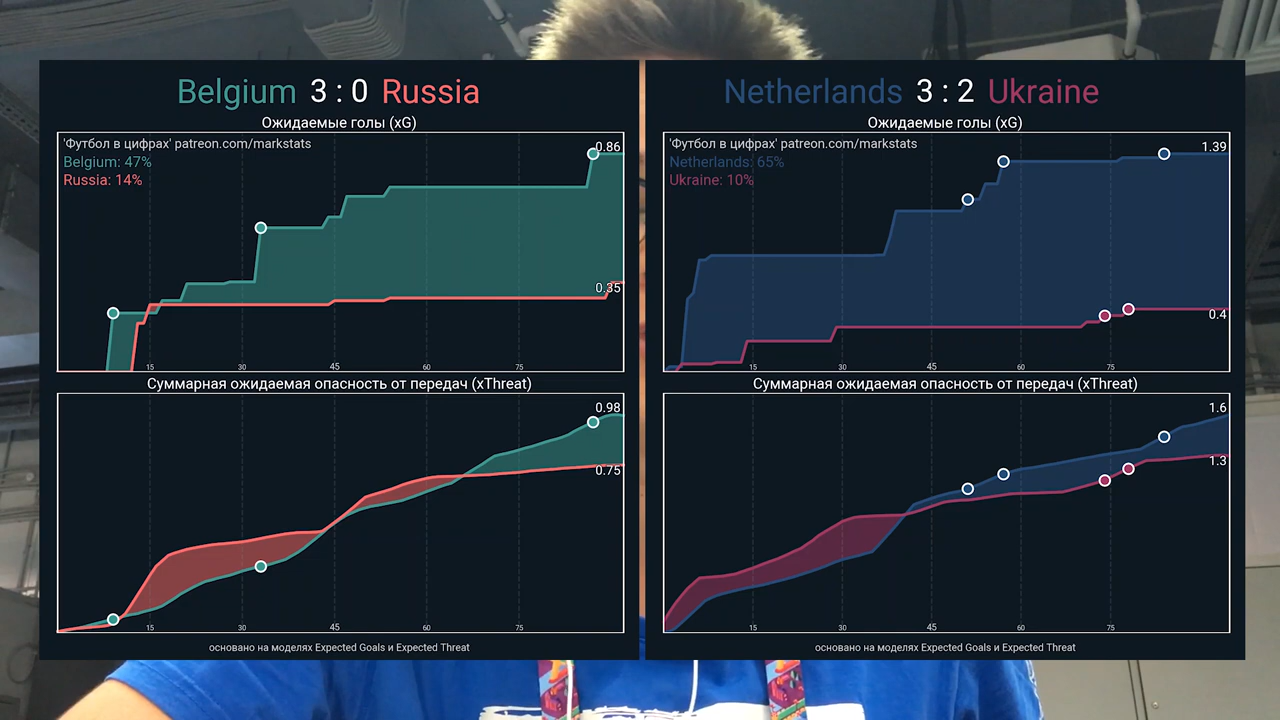 Belgium 3 : 0 Russia
Ожидаемые голы (xG)
'Футбол в цифрах' patreon.com/markstats
Belgium: 47%
Russia: 14%
0.86
0.35
15 30 45 60 75
Суммарная ожидаемая опасность от передач (xThreat)
0.98
0.75
15 30 45 60 75
основано на моделях Expected Goals и Expected Threat
Netherlands 3 : 2 Ukraine
Ожидаемые голы (xG)
'Футбол в цифрах' patreon.com/markstats
Netherlands: 65%
Ukraine: 10%
1.39
0.4
15 30 45 60 75
Суммарная ожидаемая опасность от передач (xThreat)
1.6
1.3
15 30 45 60 75
основано на моделях Expected Goals и Expected Threat